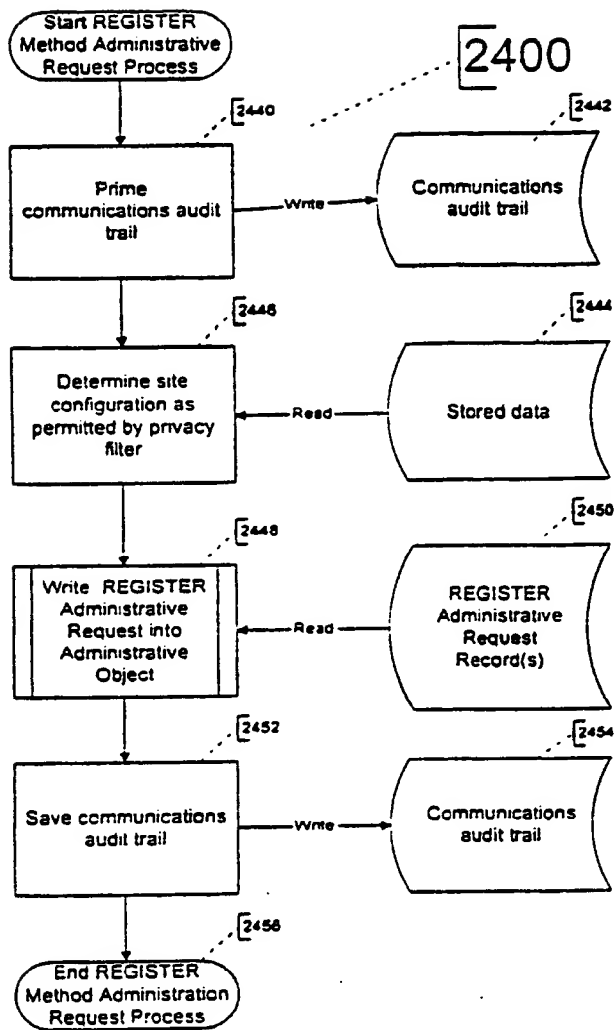 Start REGISTER
Method Administrative
Request Process
2400
2440
2442
Prime
communications audit
trail
Write
Communications
audit trail
2446
2444
Determine site
configuration as
permitted by privacy
filter
Read
Stored data
2448
2450
Write REGISTER
Administrative
Request into
Administrative
Object
Read
REGISTER
Administrative
Request
Record(s)
2452
2454
Save communications
audit trail
Write
Communications
audit trail
2456
End REGISTER
Method Administration
Request Process